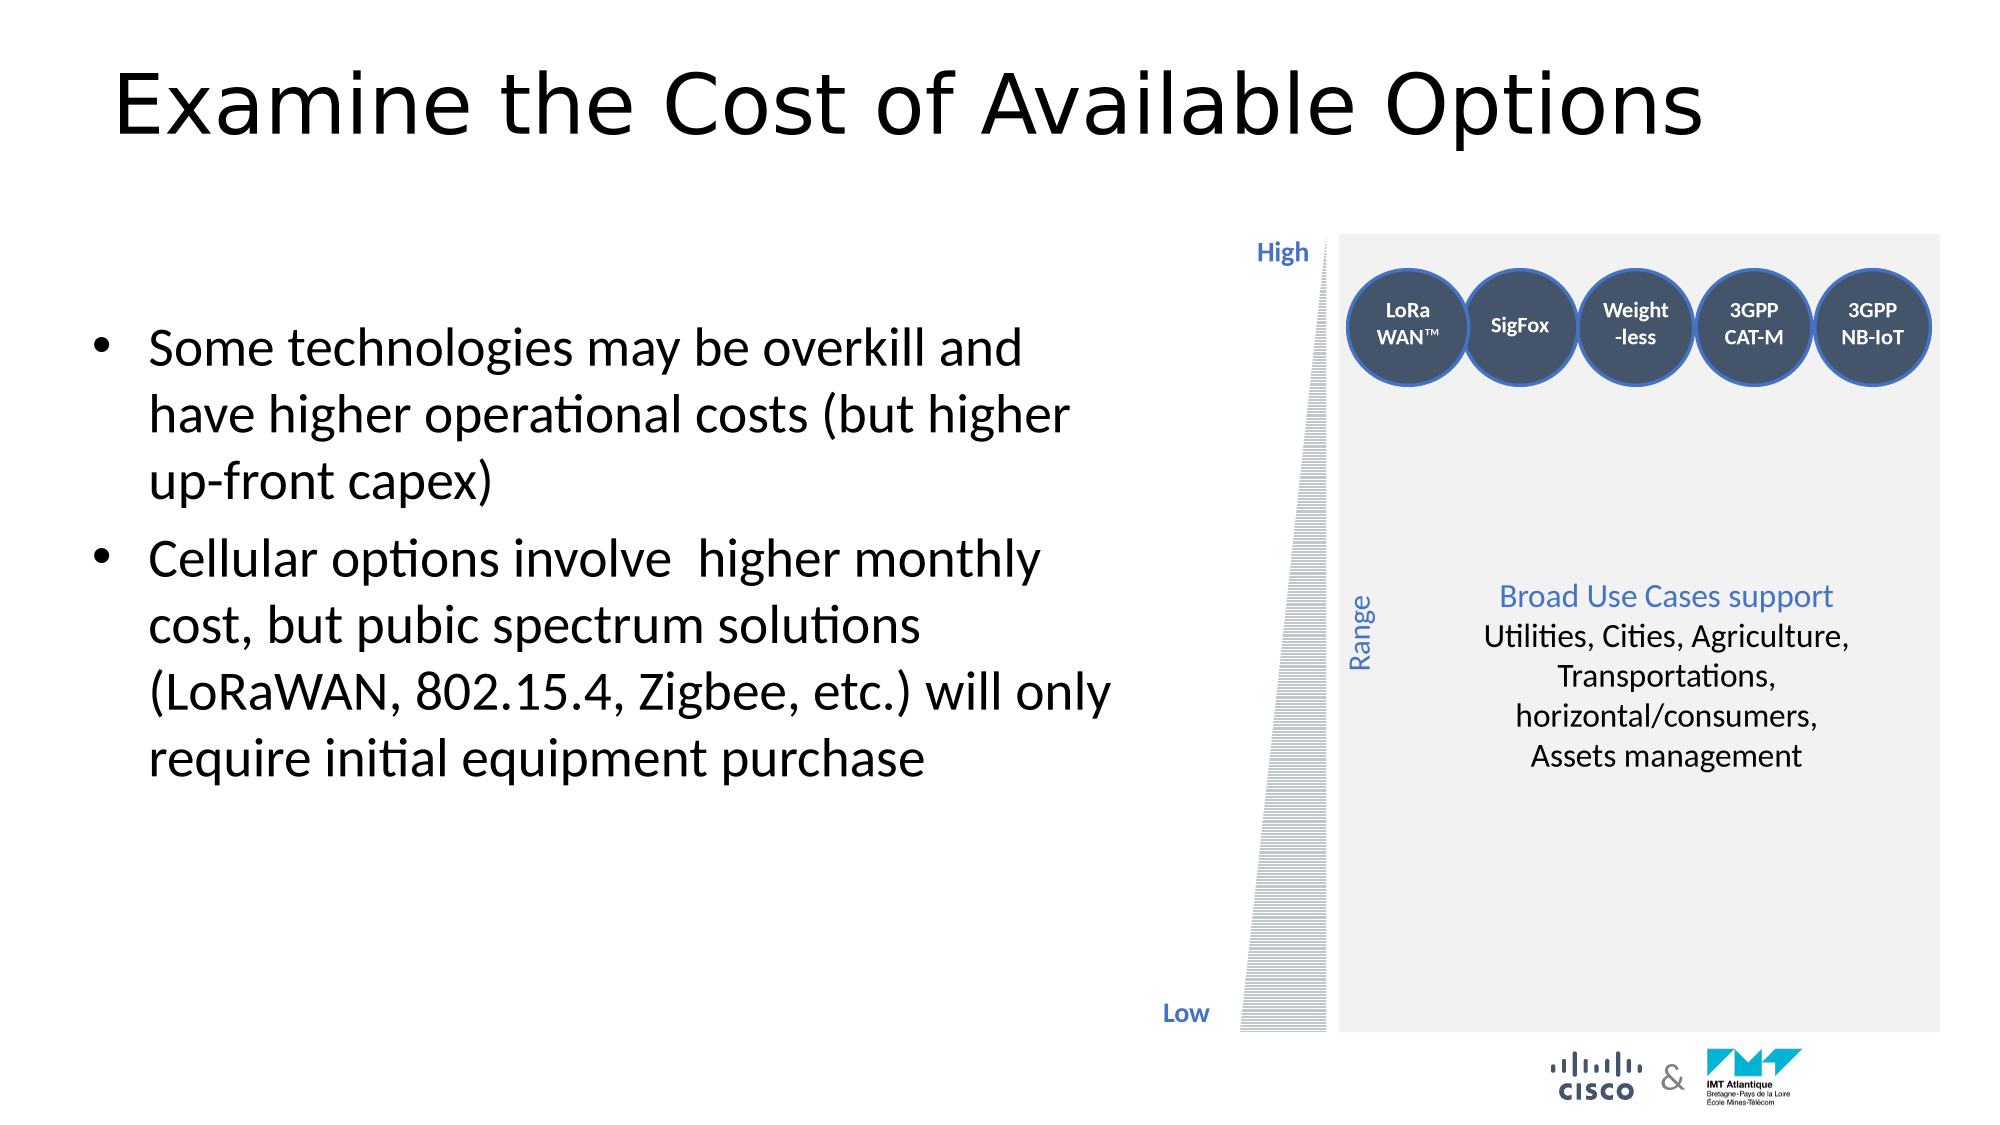 Examine the Cost of Available Options
• Some technologies may be overkill and
have higher operational costs (but higher
up-front capex)
• Cellular options involve  higher monthly
cost, but pubic spectrum solutions
(LoRaWAN, 802.15.4, Zigbee, etc.) will only
require initial equipment purchase
High
Low
Range
LoRa
WAN™
SigFox
Weight
-less
3GPP
CAT-M
3GPP
NB-IoT
Broad Use Cases support
Utilities, Cities, Agriculture,
Transportations,
horizontal/consumers,
Assets management
CISCO
&
IMT Atlantique
Bretagne-Pays de la Loire
École Mines-Télécom